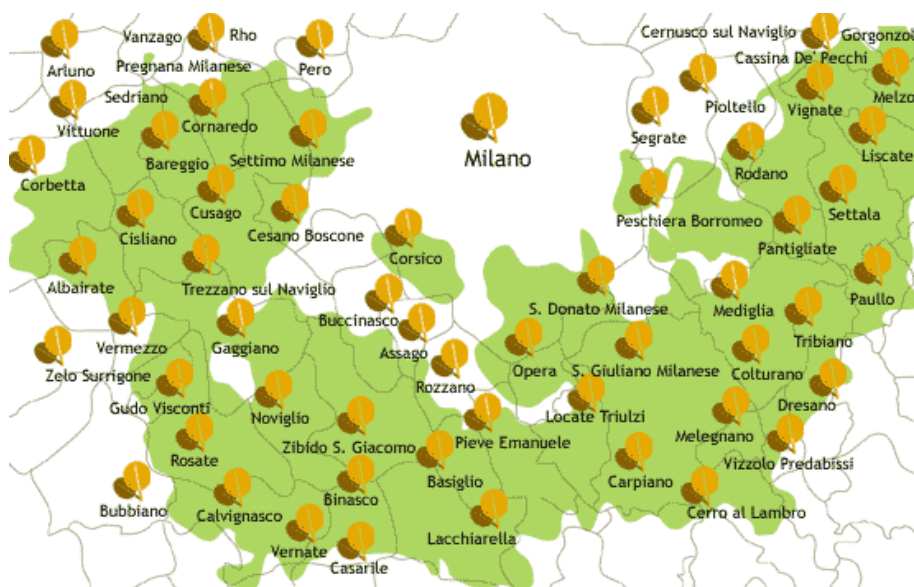 Cernusco sul Naviglio
Vanzago
Rho
Gorgonzol
Pero
Cassina De' Pecchi
Arluno
Pregnana Milanese
Sedriano
Pioltello
Vignate
Melzo
Vittuone
Cornaredo
Segrate
Bareggio
Settimo Milanese
Milano
Liscate
Corbetta
Rodano
Cusago
Peschiera Borromeo
Settala
Cisliano
Cesano Boscone
Pantigliate
Corsico
Albairate
Trezzano sul Naviglio
Paullo
Buccinasco
S. Donato Milanese
Mediglia
Vermezzo
Gaggiano
Assago
Tribiano
Zelo Surrigone
Rozzano
Opera
S. Giuliano Milanese
Colturano
Gudo Visconti
Noviglio
Locate Triulzi
Dresano
Zibido S. Giacomo
Pieve Emanuele
Melegnano
Rosate
Vizzolo Predabissi
Basiglio
Carpiano
Bubbiano
Calvignasco
Binasco
Cerro al Lambro
Lacchiarella
Vernate
Casarile